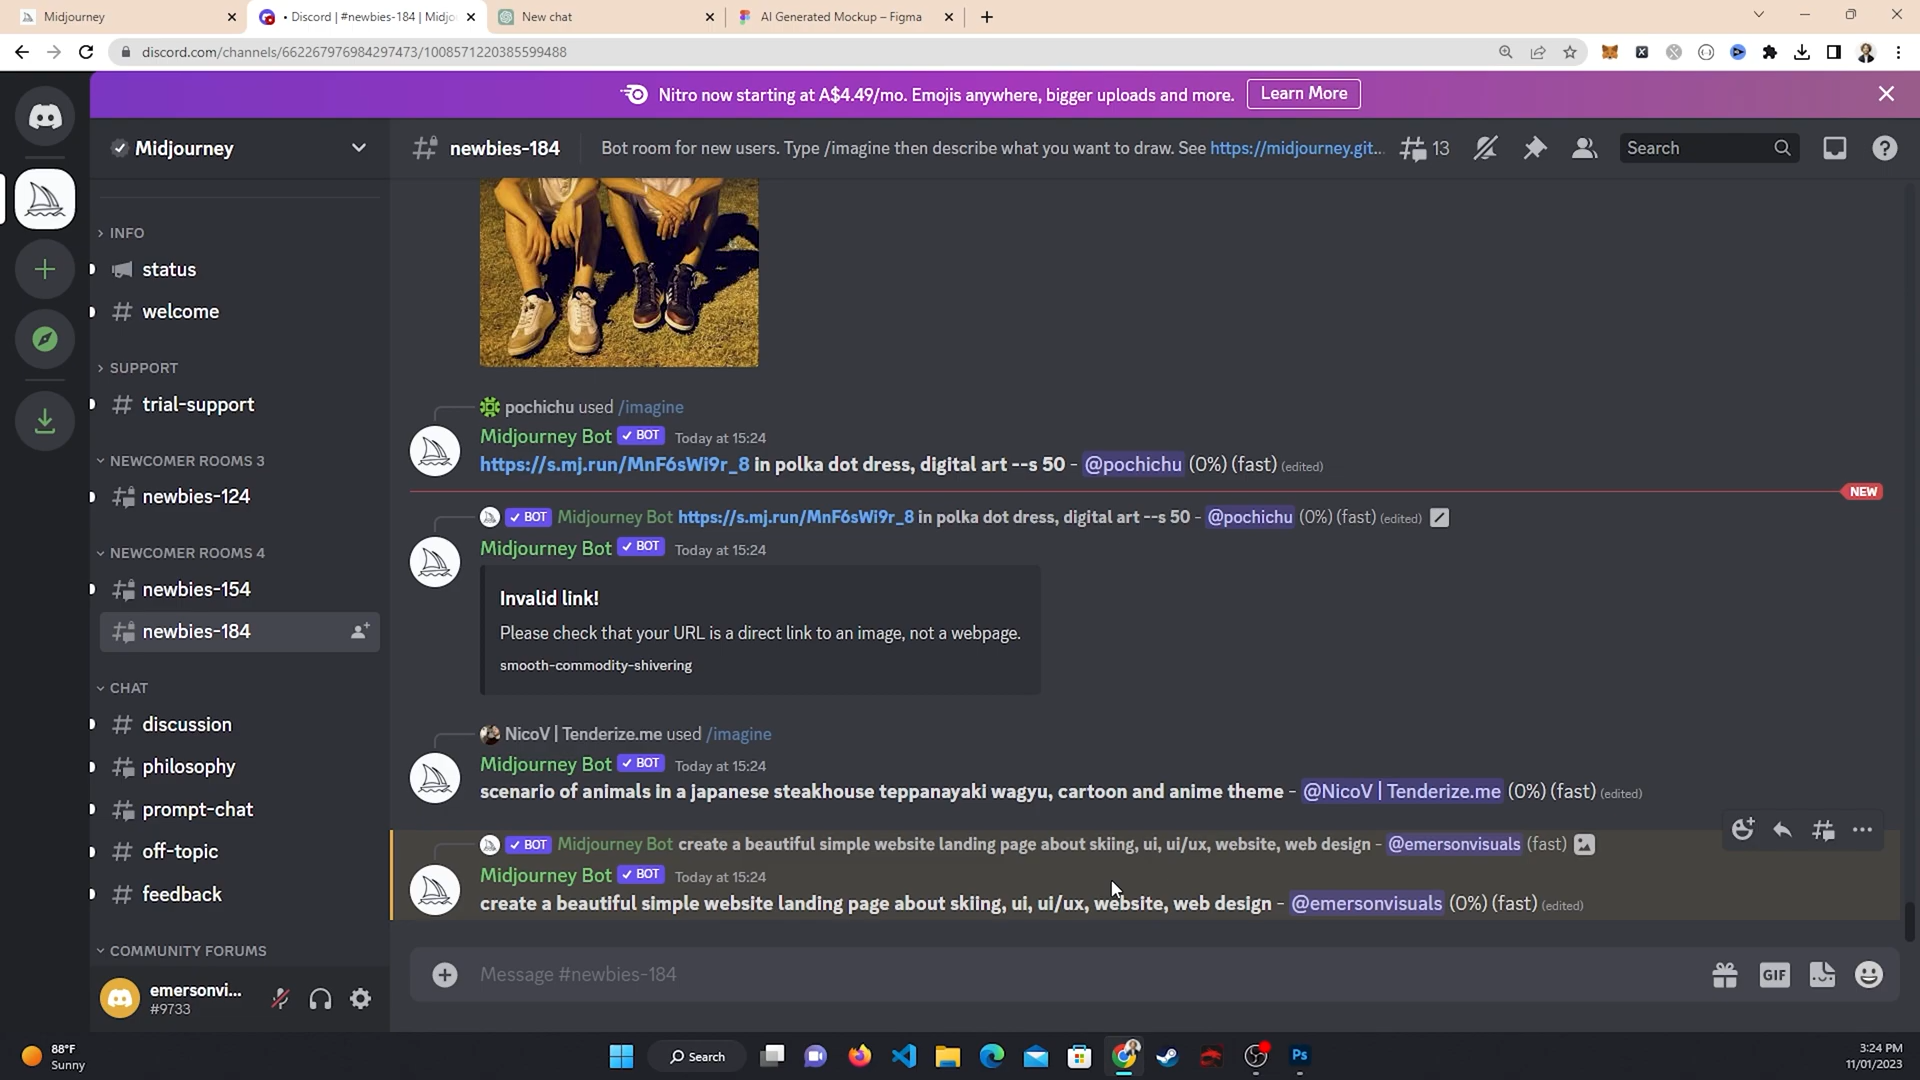 Midjourney
• Discord | #newbies-184 | Midjo
New chat
AI Generated Mockup – Figma
discord.com/channels/662267976984297473/1008571220385599488
Nitro now starting at A$4.49/mo. Emojis anywhere, bigger uploads and more.
Learn More
Midjourney
newbies-184
Bot room for new users. Type /imagine then describe what you want to draw. See https://midjourney.git...
13
Search
INFO
status
welcome
SUPPORT
trial-support
NEWCOMER ROOMS 3
newbies-124
NEWCOMER ROOMS 4
newbies-154
newbies-184
CHAT
discussion
philosophy
prompt-chat
off-topic
feedback
COMMUNITY FORUMS
emersonvi...
#9733
pochichu used /imagine
Midjourney Bot ✓ BOT Today at 15:24
https://s.mj.run/MnF6sWi9r_8 in polka dot dress, digital art --s 50 - @pochichu (0%) (fast) (edited)
NEW
✓ BOT Midjourney Bot https://s.mj.run/MnF6sWi9r_8 in polka dot dress, digital art --s 50 - @pochichu (0%) (fast) (edited)
Midjourney Bot ✓ BOT Today at 15:24
Invalid link!
Please check that your URL is a direct link to an image, not a webpage.
smooth-commodity-shivering
NicoV | Tenderize.me used /imagine
Midjourney Bot ✓ BOT Today at 15:24
scenario of animals in a japanese steakhouse teppanayaki wagyu, cartoon and anime theme - @NicoV | Tenderize.me (0%) (fast) (edited)
✓ BOT Midjourney Bot create a beautiful simple website landing page about skiing, ui, ui/ux, website, web design - @emersonvisuals (fast)
Midjourney Bot ✓ BOT Today at 15:24
create a beautiful simple website landing page about skiing, ui, ui/ux, website, web design - @emersonvisuals (0%) (fast) (edited)
Message #newbies-184
GIF
88°F
Sunny
Search
Ps
3:24 PM
11/01/2023